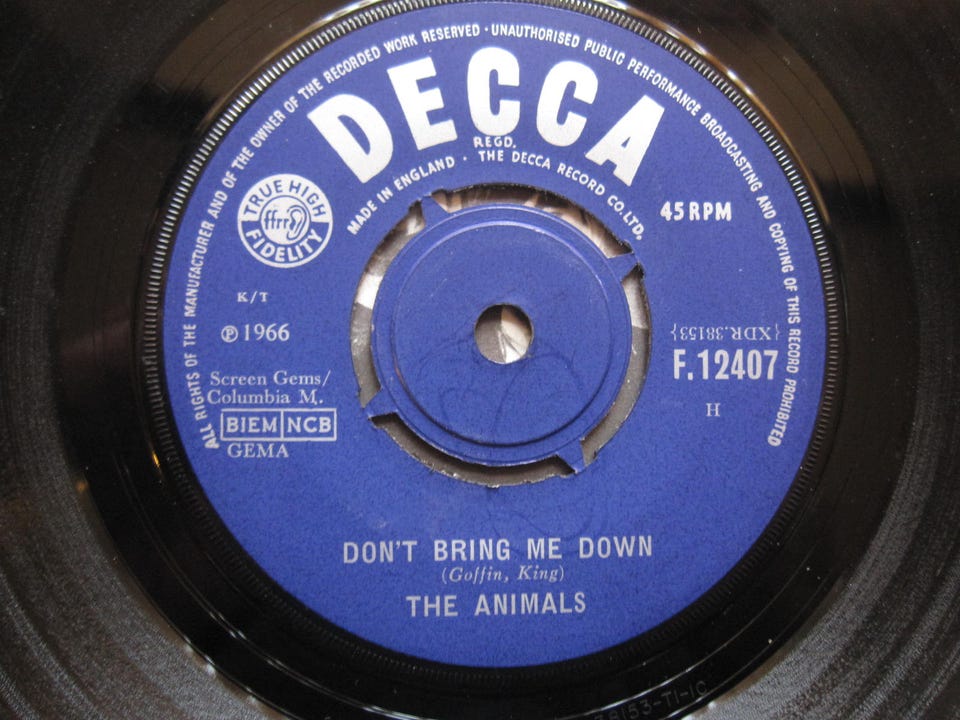 ALL RIGHTS OF THE MANUFACTURER AND OF THE OWNER OF THE RECORDED WORK RESERVED · UNAUTHORISED PUBLIC PERFORMANCE BROADCASTING AND COPYING OF THIS RECORD PROHIBITED
DECCA
REGD.
MADE IN ENGLAND · THE DECCA RECORD CO. LTD.
TRUE HIGH
ffrr
FIDELITY
45 RPM
K/T
℗ 1966
{XDR.38153}
F.12407
Screen Gems/
Columbia M.
H
BIEM NCB
GEMA
DON'T BRING ME DOWN
(Goffin, King)
THE ANIMALS
38153-T1-1C